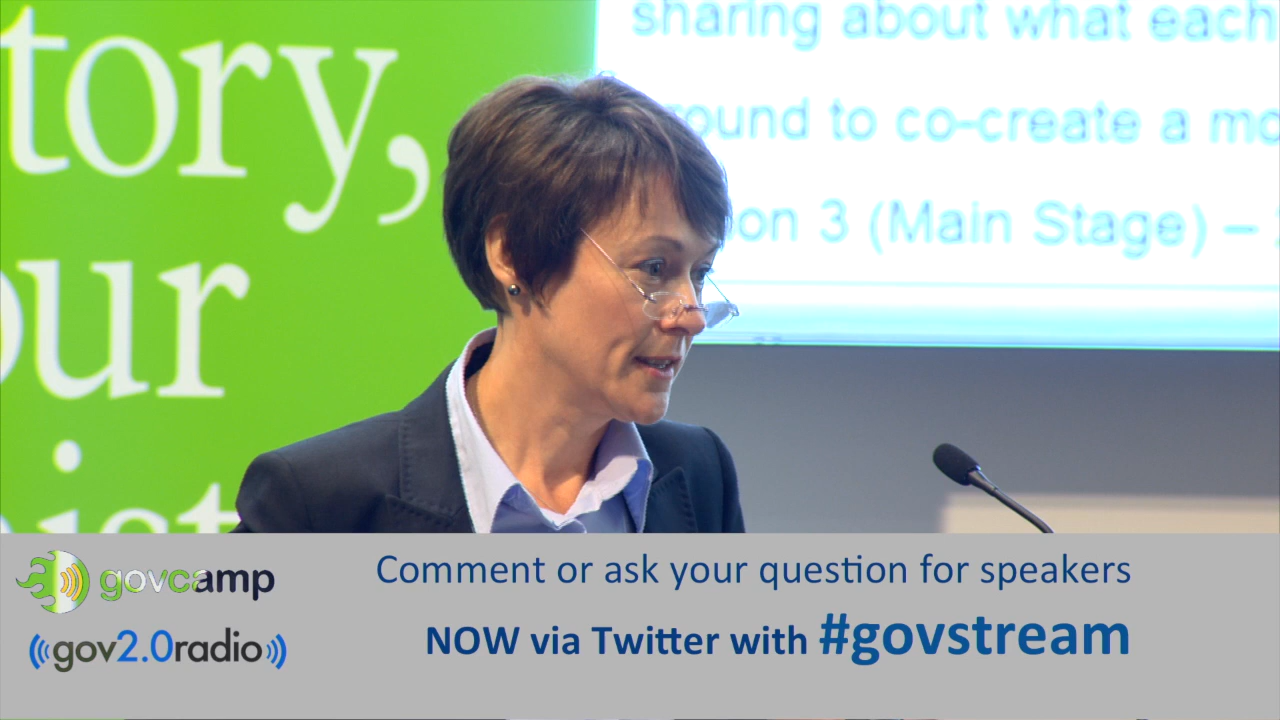 tory,
our
sharing about what each
ound to co-create a mo
on 3 (Main Stage) –
govcamp
gov2.0radio
Comment or ask your question for speakers
NOW via Twitter with #govstream